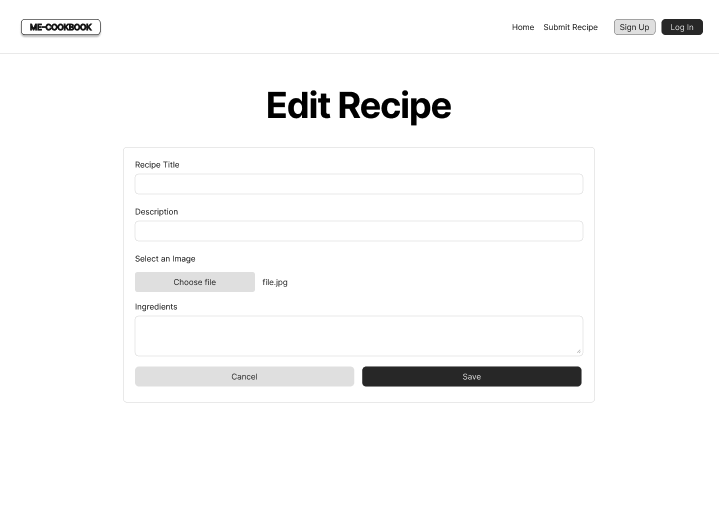 ME-COOKBOOK
Home Submit Recipe Sign Up Log In
Edit Recipe
Recipe Title
Description
Select an Image
Choose file file.jpg
Ingredients
Cancel Save